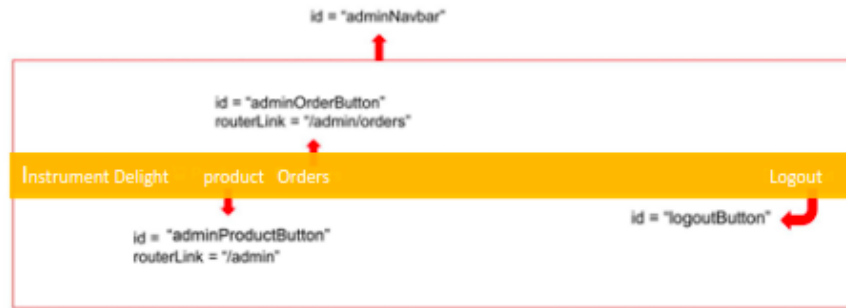 id = "adminNavbar"
id = "adminOrderButton"
routerLink = "/admin/orders"
Instrument Delight product Orders Logout
id = "adminProductButton"
routerLink = "/admin"
id = "logoutButton"